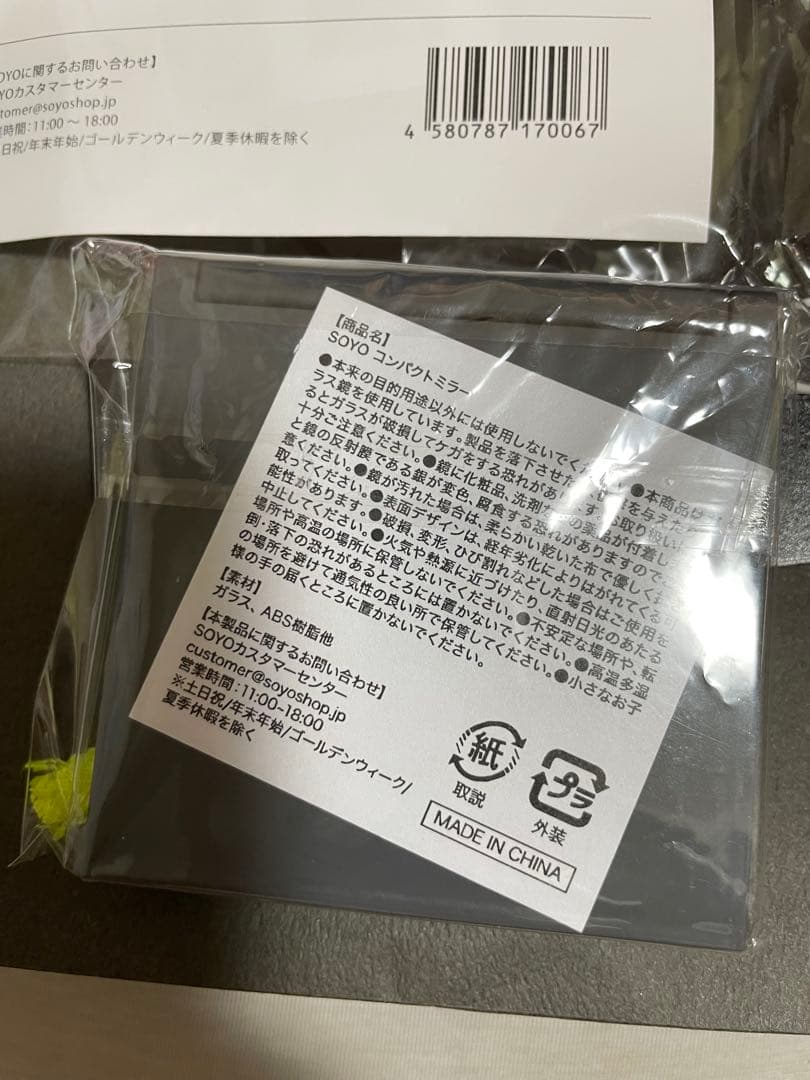 OYOに関するお問い合わせ】
YOカスタマーセンター
tomer@soyoshop.jp
時間：11:00 〜 18:00
日祝/年末年始/ゴールデンウィーク/夏季休暇を除く
4 580787 170067
【商品名】
SOYO コンパクトミラー
●本来の目的用途以外には使用しないでください。●本商品は
ラス鏡を使用しています。製品を落下させた を与えた
るとガラスが破損してケガをする恐れがあ す 取り扱い
十分ご注意ください。●鏡に化粧品、洗剤 の薬品が付着し
と鏡の反射膜である銀が変色、腐食する恐れがありますので、
意ください。●鏡が汚れた場合は、柔らかい乾いた布で優しく
取ってください。●表面デザインは、経年劣化によりはがれてくる可
能性があります。●破損、変形、ひび割れなどした場合はご使用を
中止してください。●火気や熱源に近づけたり、直射日光のあたる
場所や高温の場所に保管しないでください。●不安定な場所や、転
倒・落下の恐れがあるところには置かないでください。●高温多湿
の場所を避けて通気性の良い所で保管してください。●小さなお子
様の手の届くところに置かないでください。
【素材】
ガラス、ABS樹脂他
【本製品に関するお問い合わせ】
SOYOカスタマーセンター
customer@soyoshop.jp
営業時間：11:00-18:00
※土日祝/年末年始/ゴールデンウィーク/
夏季休暇を除く
紙
取説
プラ
外装
MADE IN CHINA